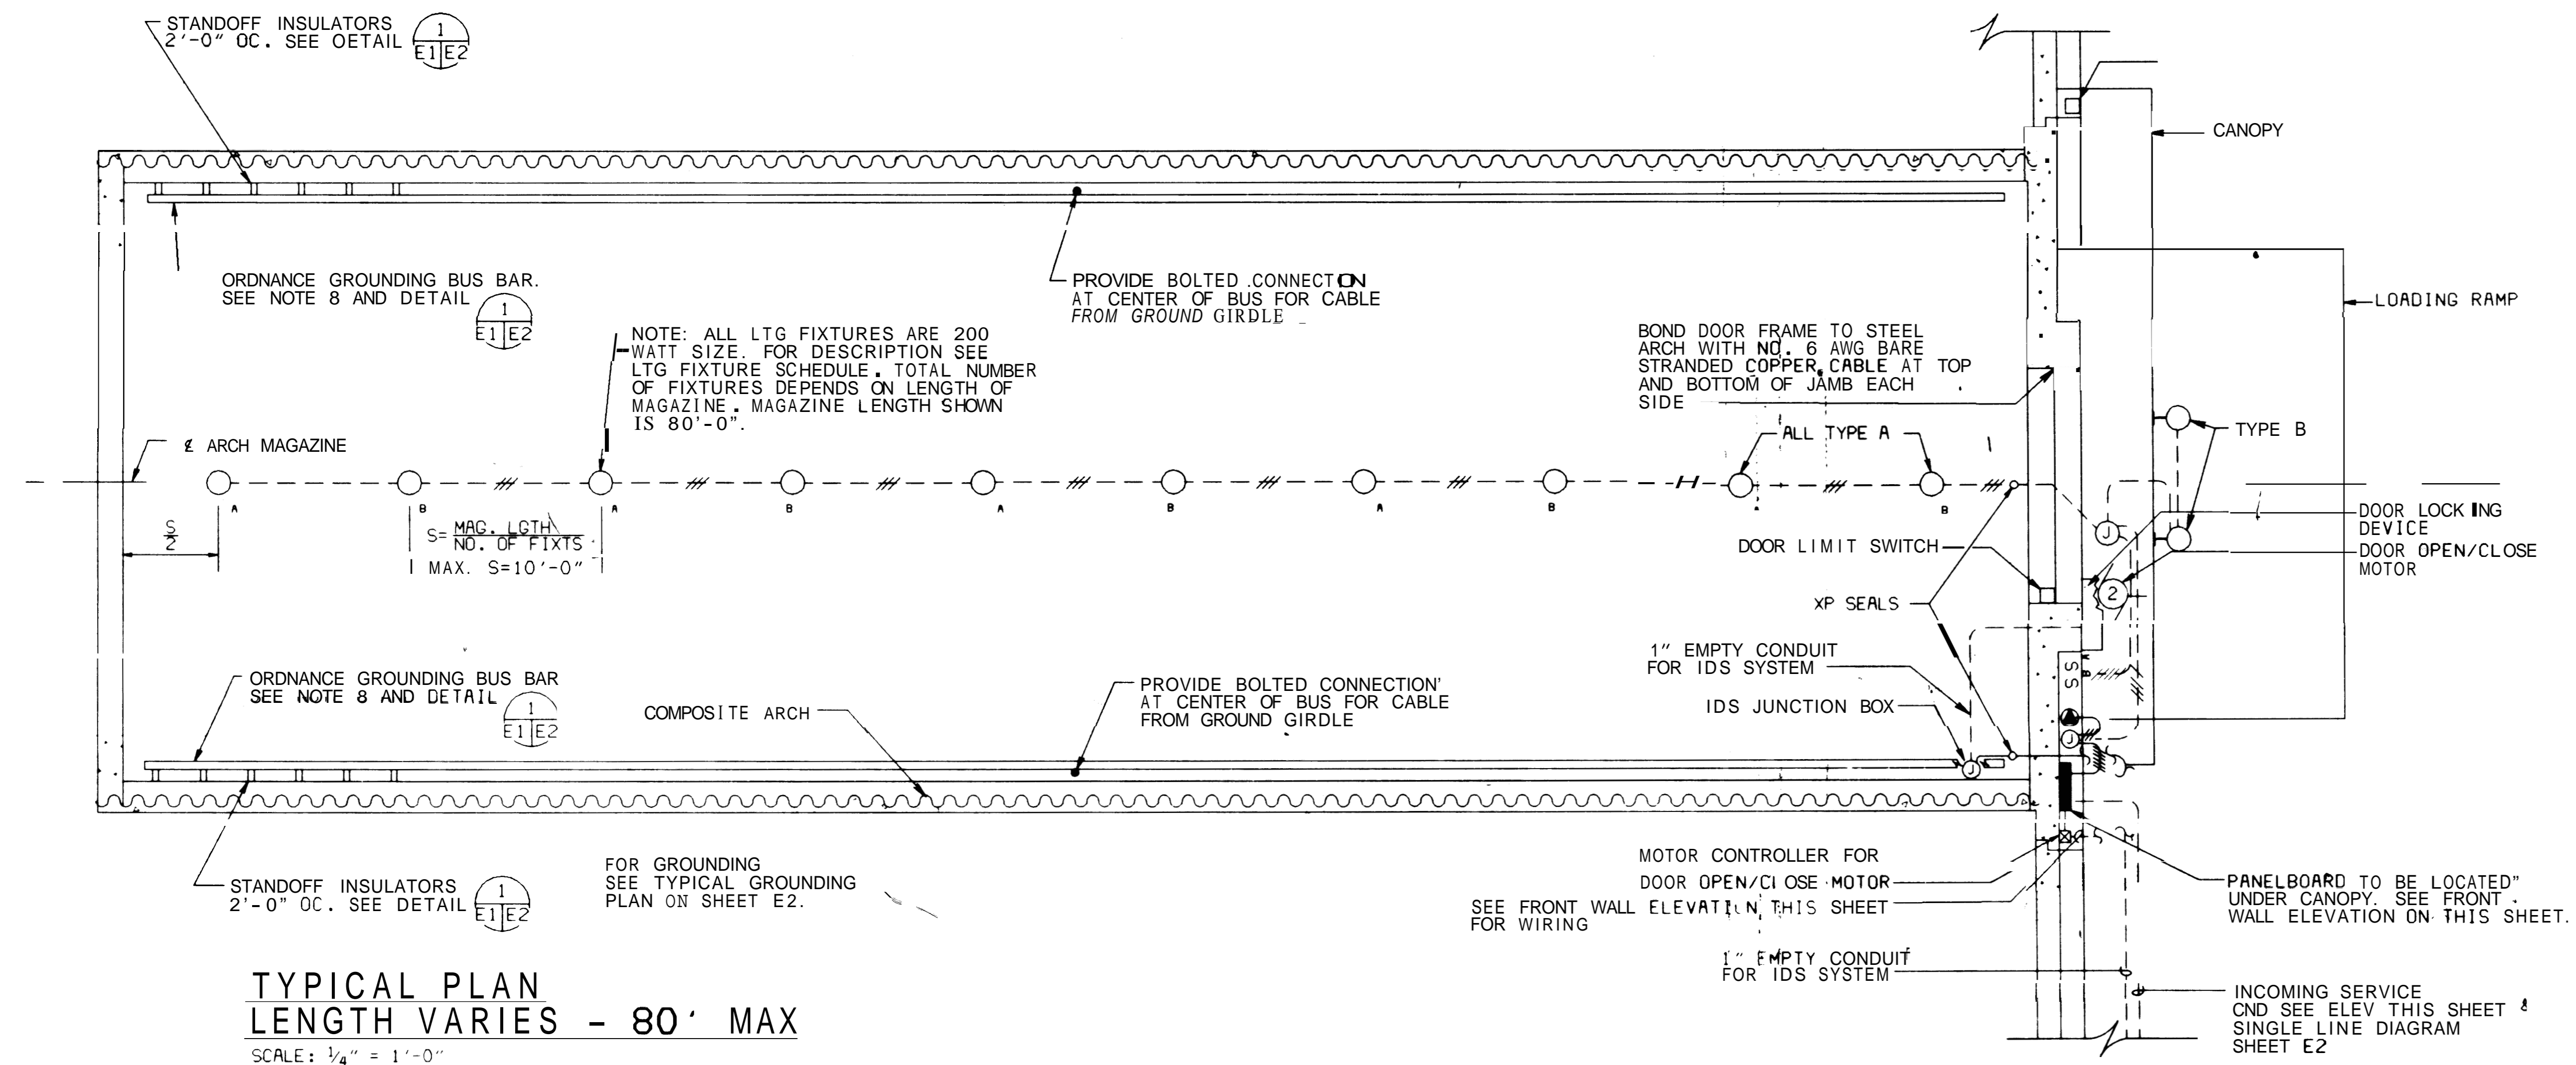 STANDOFF INSULATORS
2'-0" OC. SEE OETAIL
1
E1 E2
CANOPY
ORDNANCE GROUNDING BUS BAR.
SEE NOTE 8 AND DETAIL
1
E1 E2
PROVIDE BOLTED .CONNECTION
AT CENTER OF BUS FOR CABLE
FROM GROUND GIRDLE
LOADING RAMP
NOTE: ALL LTG FIXTURES ARE 200
WATT SIZE. FOR DESCRIPTION SEE
LTG FIXTURE SCHEDULE. TOTAL NUMBER
OF FIXTURES DEPENDS ON LENGTH OF
MAGAZINE. MAGAZINE LENGTH SHOWN
IS 80'-0".
BOND DOOR FRAME TO STEEL
ARCH WITH NO. 6 AWG BARE
STRANDED COPPER CABLE AT TOP
AND BOTTOM OF JAMB EACH
SIDE
℄ ARCH MAGAZINE
ALL TYPE A
TYPE B
A
B
A
B
A
B
A
B
B
S
2
S= MAG. LGTH
NO. OF FIXTS
MAX. S=10'-0"
J
DOOR LOCKING
DEVICE
DOOR OPEN/CLOSE
MOTOR
DOOR LIMIT SWITCH
2
XP SEALS
1" EMPTY CONDUIT
FOR IDS SYSTEM
S S
IDS JUNCTION BOX
J
J
ORDNANCE GROUNDING BUS BAR
SEE NOTE 8 AND DETAIL
1
E1 E2
COMPOSITE ARCH
PROVIDE BOLTED CONNECTION'
AT CENTER OF BUS FOR CABLE
FROM GROUND GIRDLE
STANDOFF INSULATORS
2'-0" OC. SEE DETAIL
1
E1 E2
FOR GROUNDING
SEE TYPICAL GROUNDING
PLAN ON SHEET E2.
MOTOR CONTROLLER FOR
DOOR OPEN/CLOSE MOTOR
SEE FRONT WALL ELEVATION THIS SHEET
FOR WIRING
PANELBOARD TO BE LOCATED"
UNDER CANOPY. SEE FRONT
WALL ELEVATION ON THIS SHEET.
1" EMPTY CONDUIT
FOR IDS SYSTEM
INCOMING SERVICE
CND SEE ELEV THIS SHEET &
SINGLE LINE DIAGRAM
SHEET E2
TYPICAL PLAN
LENGTH VARIES - 80' MAX
SCALE: 1/4" = 1'-0"